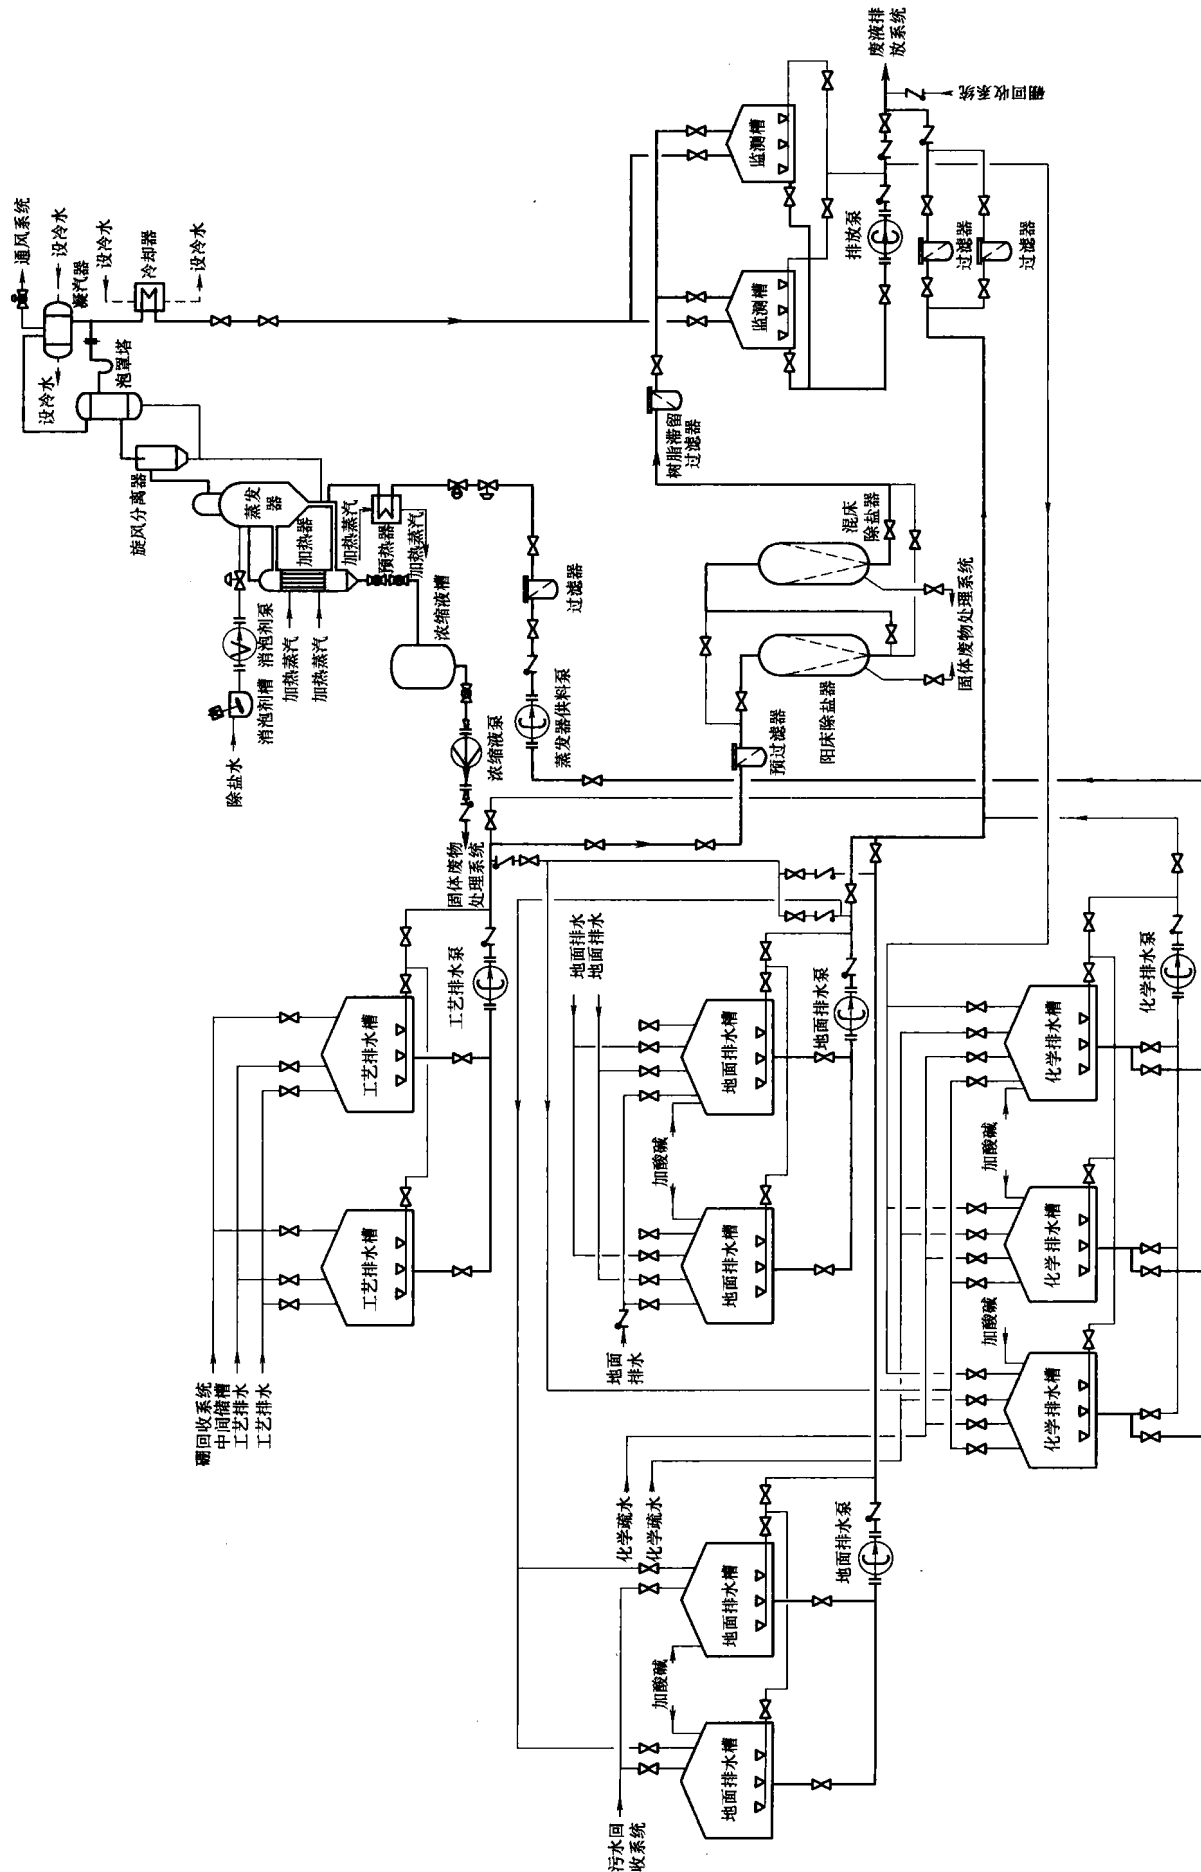 硼回收系统
中间储槽
工艺排水
工艺排水
工艺排水槽
工艺排水槽
工艺排水泵
除盐水
消泡剂槽
消泡剂泵
加热蒸汽
加热蒸汽
旋风分离器
蒸发
器
加热器
泡罩塔
设冷水
通风系统
设冷水
凝汽器
设冷水
冷却器
设冷水
加热蒸汽
预热器
加热蒸汽
浓缩液槽
浓缩液泵
固体废物
处理系统
过滤器
蒸发器供料泵
污水回
收系统
加酸碱
地面排水槽
地面排水槽
化学疏水
化学疏水
地面排水泵
地面
排水
地面排水
地面排水
加酸碱
地面排水槽
地面排水槽
地面排水泵
预过滤器
阳床除盐器
混床
除盐器
固体废物处理系统
树脂滞留
过滤器
监测槽
监测槽
排放泵
废液排
放系统
硼回收系统
过滤器
过滤器
加酸碱
加酸碱
化学排水槽
化学排水槽
化学排水槽
化学排水泵